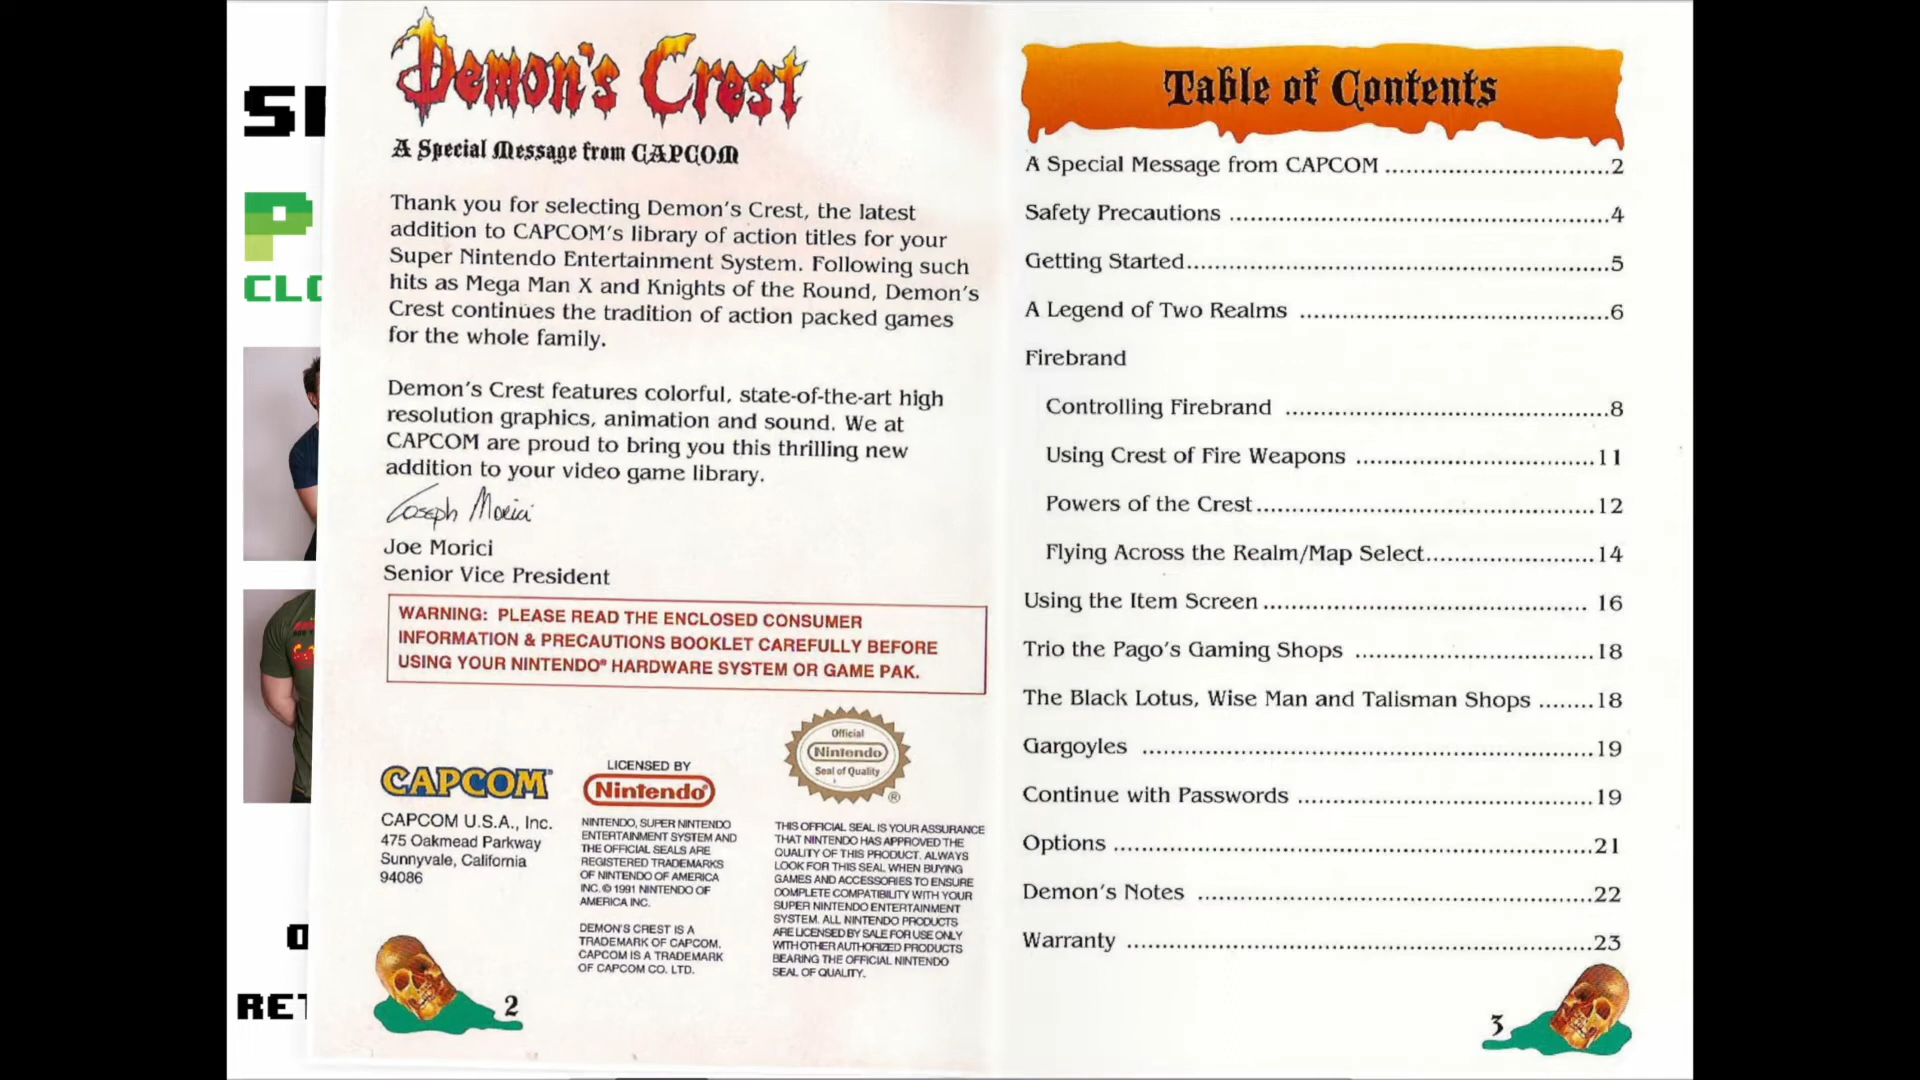 Demon's Crest
A Special Message from CAPCOM
Thank you for selecting Demon's Crest, the latest
addition to CAPCOM's library of action titles for your
Super Nintendo Entertainment System. Following such
hits as Mega Man X and Knights of the Round, Demon's
Crest continues the tradition of action packed games
for the whole family.
Demon's Crest features colorful, state-of-the-art high
resolution graphics, animation and sound. We at
CAPCOM are proud to bring you this thrilling new
addition to your video game library.
Joseph Morici
Joe Morici
Senior Vice President
WARNING: PLEASE READ THE ENCLOSED CONSUMER
INFORMATION & PRECAUTIONS BOOKLET CAREFULLY BEFORE
USING YOUR NINTENDO® HARDWARE SYSTEM OR GAME PAK.
CAPCOM
CAPCOM U.S.A., Inc.
475 Oakmead Parkway
Sunnyvale, California
94086
LICENSED BY
Nintendo®
NINTENDO, SUPER NINTENDO
ENTERTAINMENT SYSTEM AND
THE OFFICIAL SEALS ARE
REGISTERED TRADEMARKS
OF NINTENDO OF AMERICA
INC. © 1991 NINTENDO OF
AMERICA INC.
DEMON'S CREST IS A
TRADEMARK OF CAPCOM.
CAPCOM IS A TRADEMARK
OF CAPCOM CO. LTD.
Official
Nintendo
Seal of Quality
®
THIS OFFICIAL SEAL IS YOUR ASSURANCE
THAT NINTENDO HAS APPROVED THE
QUALITY OF THIS PRODUCT. ALWAYS
LOOK FOR THIS SEAL WHEN BUYING
GAMES AND ACCESSORIES TO ENSURE
COMPLETE COMPATIBILITY WITH YOUR
SUPER NINTENDO ENTERTAINMENT
SYSTEM. ALL NINTENDO PRODUCTS
ARE LICENSED BY SALE FOR USE ONLY
WITH OTHER AUTHORIZED PRODUCTS
BEARING THE OFFICIAL NINTENDO
SEAL OF QUALITY.
2
Table of Contents
A Special Message from CAPCOM ..............................2
Safety Precautions ..................................................4
Getting Started........................................................5
A Legend of Two Realms .........................................6
Firebrand
Controlling Firebrand ...........................................8
Using Crest of Fire Weapons ................................11
Powers of the Crest.............................................12
Flying Across the Realm/Map Select.......................14
Using the Item Screen ........................................... 16
Trio the Pago's Gaming Shops ................................18
The Black Lotus, Wise Man and Talisman Shops ........18
Gargoyles ............................................................19
Continue with Passwords .......................................19
Options ................................................................21
Demon's Notes .....................................................22
Warranty ..............................................................23
3